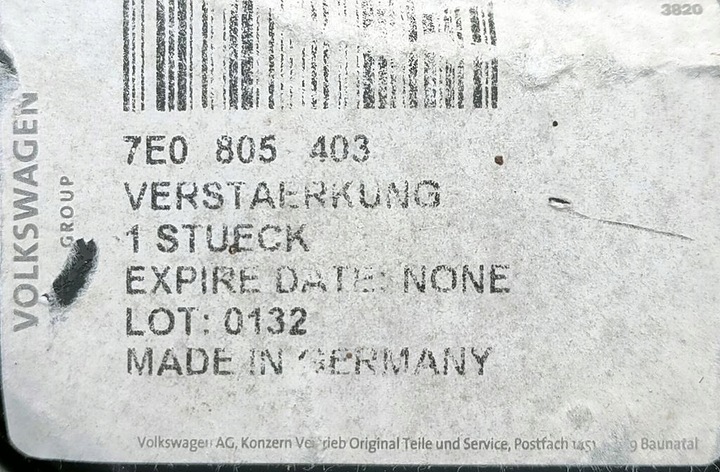 3820
VOLKSWAGEN
GROUP
7E0 805 403
VERSTAERKUNG
1 STUECK
EXPIRE DATE: NONE
LOT: 0132
MADE IN GERMANY
Volkswagen AG, Konzern Vertrieb Original Teile und Service, Postfach Baunatal